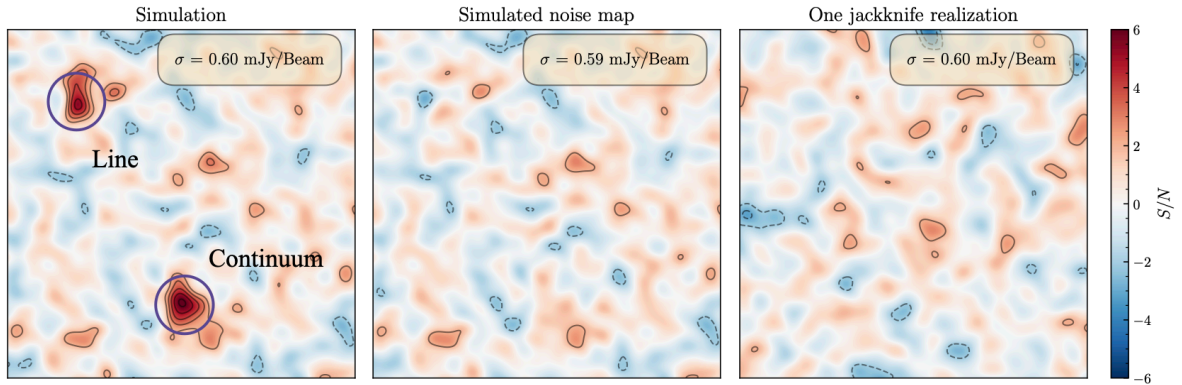 Simulation
Simulated noise map
One jackknife realization
σ = 0.60 mJy/Beam
σ = 0.59 mJy/Beam
σ = 0.60 mJy/Beam
Line
Continuum
6
4
2
0
−2
−4
−6
S/N